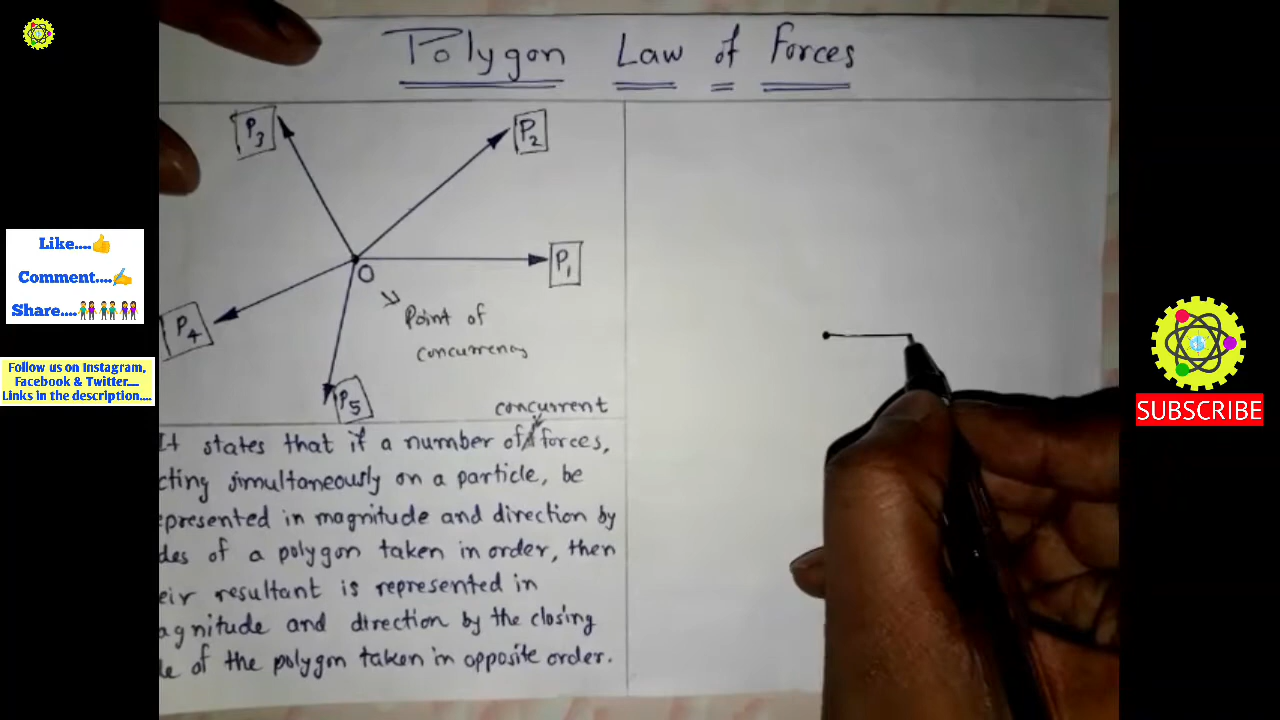 Polygon Law of Forces
P3
P2
P1
O
Point of
concurrency
P4
P5
concurrent
It states that if a number of forces,
cting simultaneously on a particle, be
epresented in magnitude and direction by
des of a polygon taken in order, then
eir resultant is represented in
agnitude and direction by the closing
le of the polygon taken in opposite order.
Like....👍
Comment....✍
Share....👭👬👭👬
Follow us on Instagram,
Facebook & Twitter....
Links in the description....
SUBSCRIBE